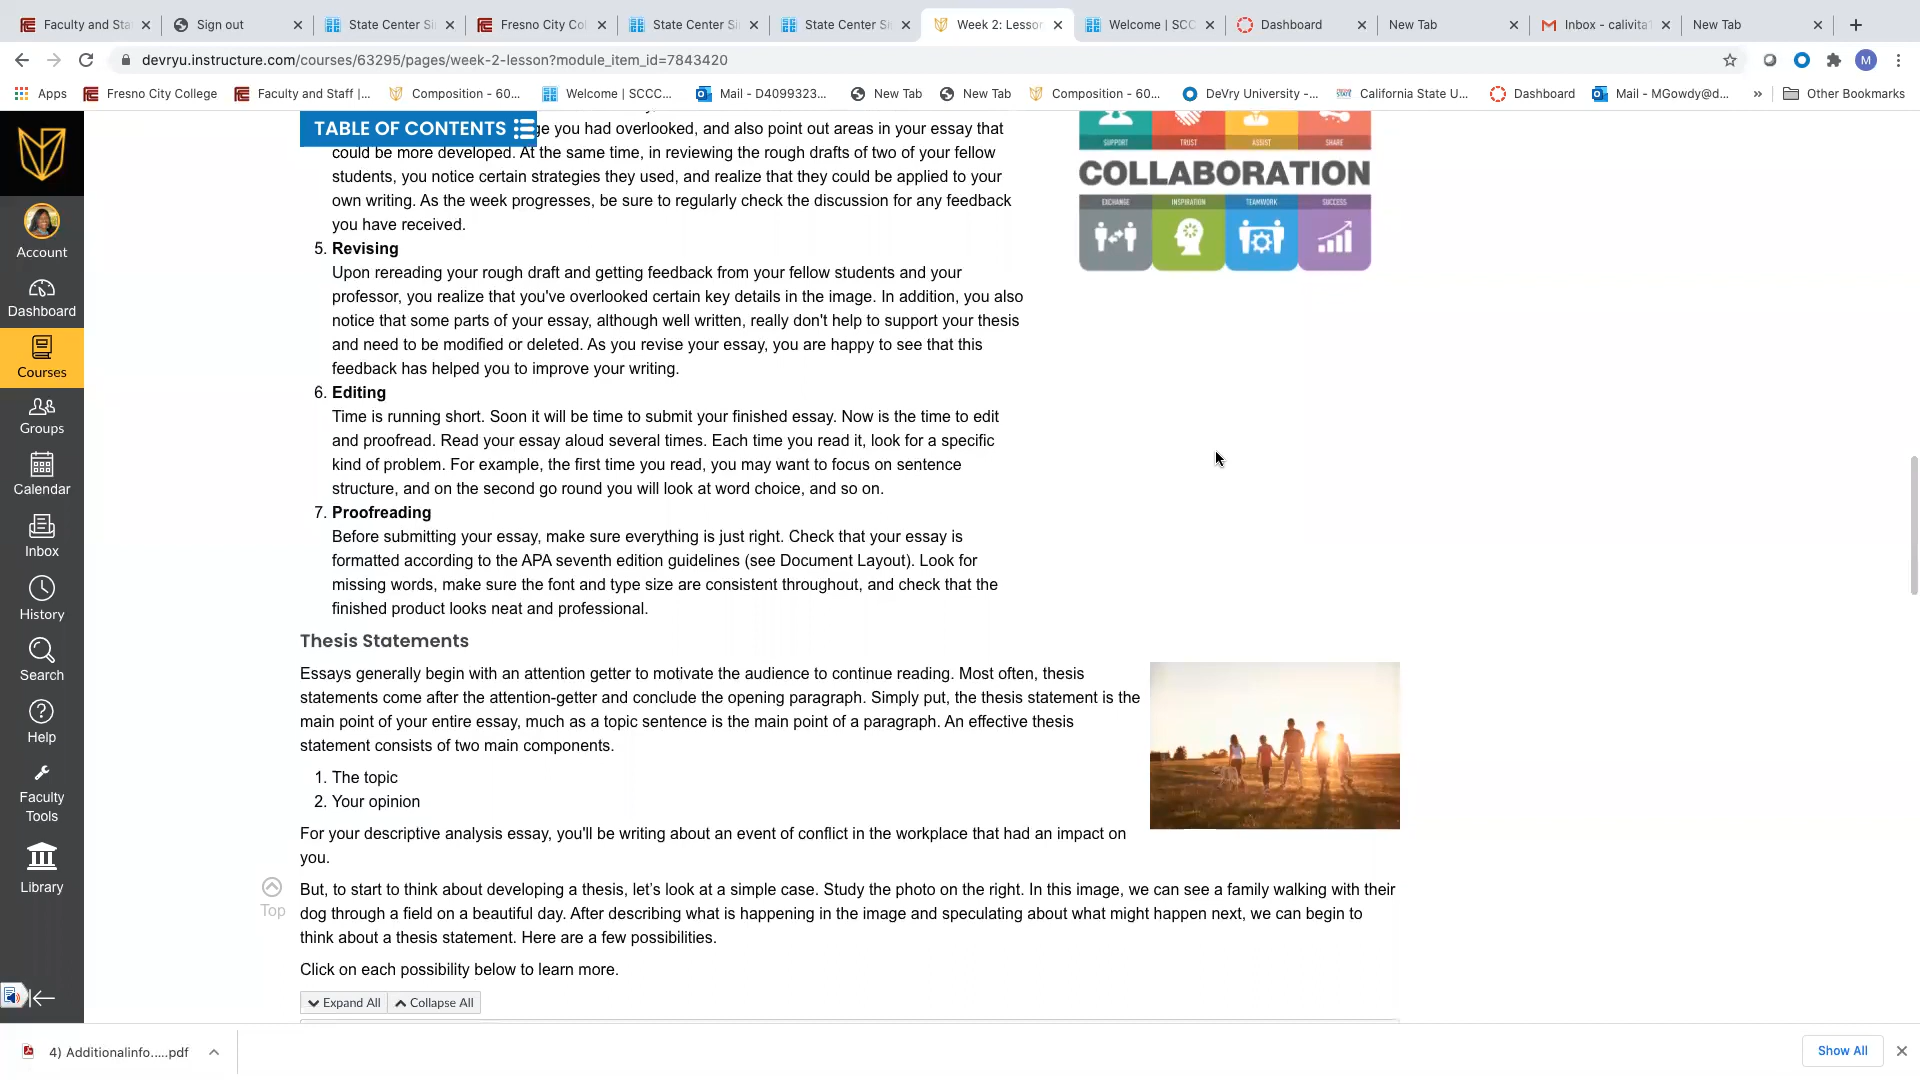 Faculty and Sta
Sign out
State Center Si
Fresno City Col
State Center Si
State Center Si
Week 2: Lesson
Welcome | SCC
Dashboard
New Tab
Inbox - calivita
New Tab
devryu.instructure.com/courses/63295/pages/week-2-lesson?module_item_id=7843420
M
Apps
Fresno City College
Faculty and Staff |...
Composition - 60...
Welcome | SCCC...
Mail - D4099323...
New Tab
New Tab
Composition - 60...
DeVry University -...
California State U...
Dashboard
Mail - MGowdy@d...
»
Other Bookmarks
Account
Dashboard
Courses
Groups
Calendar
Inbox
History
Search
Help
Faculty
Tools
Library
TABLE OF CONTENTS
you had overlooked, and also point out areas in your essay that
could be more developed. At the same time, in reviewing the rough drafts of two of your fellow
students, you notice certain strategies they used, and realize that they could be applied to your
own writing. As the week progresses, be sure to regularly check the discussion for any feedback
you have received.
5. Revising
Upon rereading your rough draft and getting feedback from your fellow students and your
professor, you realize that you've overlooked certain key details in the image. In addition, you also
notice that some parts of your essay, although well written, really don't help to support your thesis
and need to be modified or deleted. As you revise your essay, you are happy to see that this
feedback has helped you to improve your writing.
6. Editing
Time is running short. Soon it will be time to submit your finished essay. Now is the time to edit
and proofread. Read your essay aloud several times. Each time you read it, look for a specific
kind of problem. For example, the first time you read, you may want to focus on sentence
structure, and on the second go round you will look at word choice, and so on.
7. Proofreading
Before submitting your essay, make sure everything is just right. Check that your essay is
formatted according to the APA seventh edition guidelines (see Document Layout). Look for
missing words, make sure the font and type size are consistent throughout, and check that the
finished product looks neat and professional.
SUPPORT
TRUST
ASSIST
SHARE
COLLABORATION
EXCHANGE
INSPIRATION
TEAMWORK
SUCCESS
Thesis Statements
Essays generally begin with an attention getter to motivate the audience to continue reading. Most often, thesis
statements come after the attention-getter and conclude the opening paragraph. Simply put, the thesis statement is the
main point of your entire essay, much as a topic sentence is the main point of a paragraph. An effective thesis
statement consists of two main components.
1. The topic
2. Your opinion
For your descriptive analysis essay, you'll be writing about an event of conflict in the workplace that had an impact on
you.
But, to start to think about developing a thesis, let's look at a simple case. Study the photo on the right. In this image, we can see a family walking with their
dog through a field on a beautiful day. After describing what is happening in the image and speculating about what might happen next, we can begin to
think about a thesis statement. Here are a few possibilities.
Click on each possibility below to learn more.
Top
Expand All
Collapse All
4) Additionalinfo.....pdf
Show All